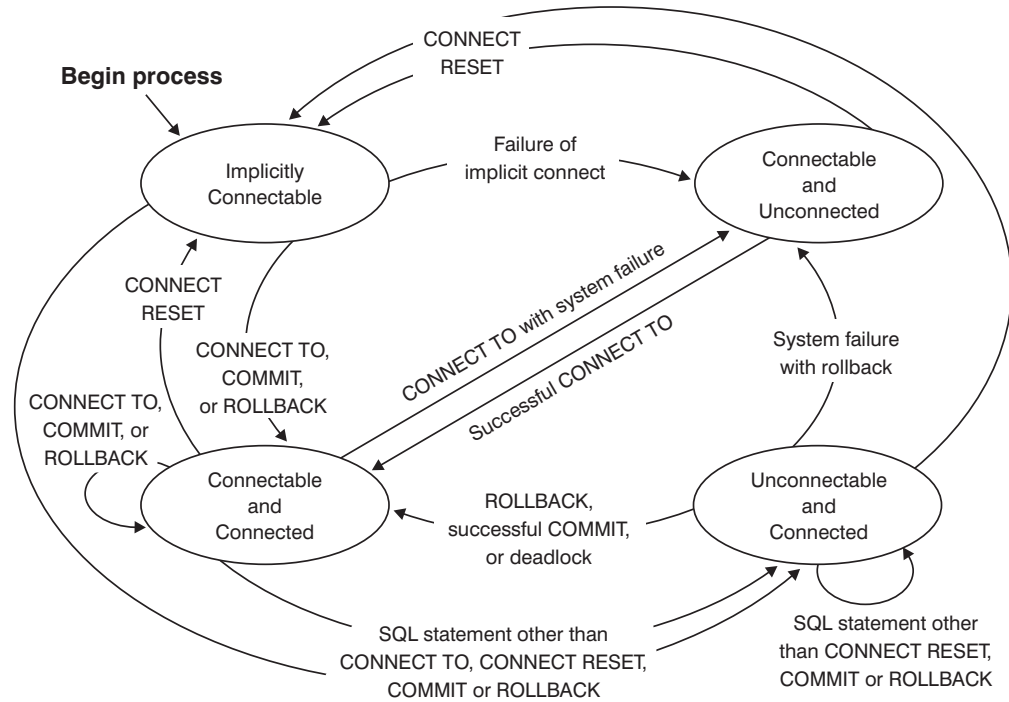 CONNECT
RESET
Begin process
Failure of
implicit connect
Implicitly
Connectable
Connectable
and
Unconnected
CONNECT
RESET
CONNECT TO with system failure
Successful CONNECT TO
System failure
with rollback
CONNECT TO,
COMMIT,
or ROLLBACK
CONNECT TO,
COMMIT, or
ROLLBACK
Connectable
and
Connected
ROLLBACK,
successful COMMIT,
or deadlock
Unconnectable
and
Connected
SQL statement other than
CONNECT TO, CONNECT RESET,
COMMIT or ROLLBACK
SQL statement other
than CONNECT RESET,
COMMIT or ROLLBACK